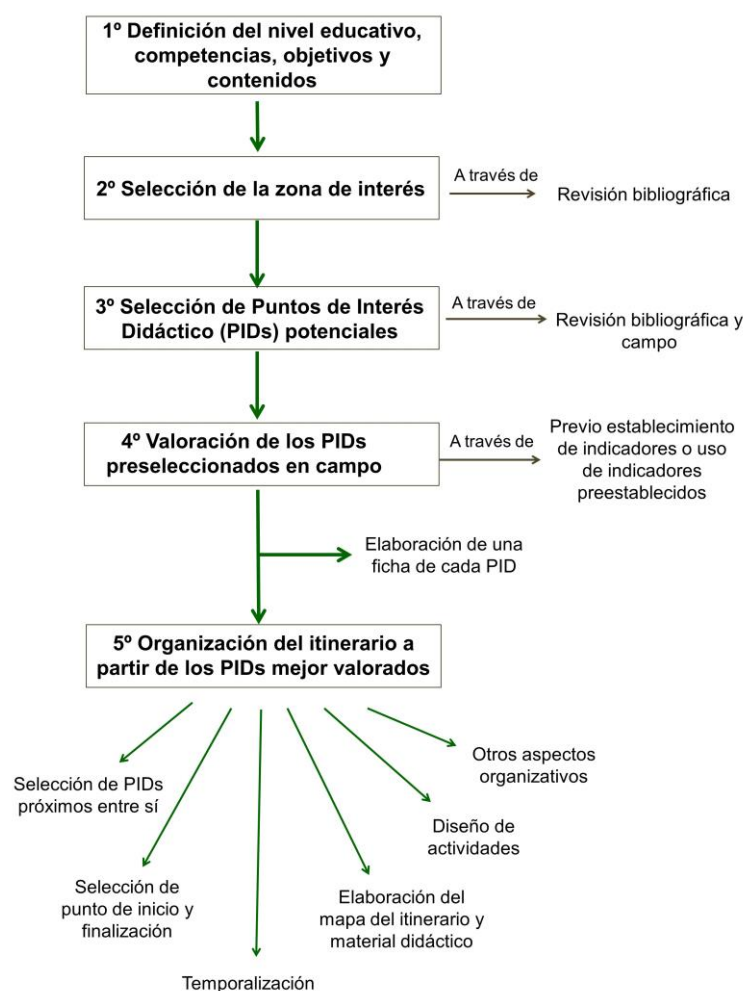 1º Definición del nivel educativo,
competencias, objetivos y
contenidos
2º Selección de la zona de interés
A través de
Revisión bibliográfica
3º Selección de Puntos de Interés
Didáctico (PIDs) potenciales
A través de
Revisión bibliográfica y
campo
4º Valoración de los PIDs
preseleccionados en campo
A través de
Previo establecimiento
de indicadores o uso
de indicadores
preestablecidos
Elaboración de una
ficha de cada PID
5º Organización del itinerario a
partir de los PIDs mejor valorados
Selección de PIDs
próximos entre sí
Selección de
punto de inicio y
finalización
Temporalización
Elaboración del
mapa del itinerario y
material didáctico
Diseño de
actividades
Otros aspectos
organizativos